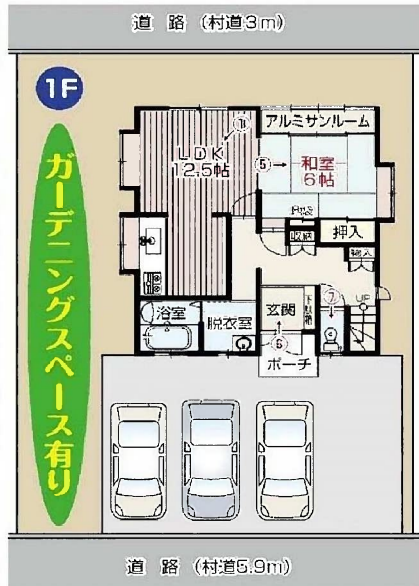 道 路 (村道3m)
1F
ガーデニングスペース有り
アルミサンルーム
①
LDK
12.5帖
⑤
和室
6帖
収納
押入
物入
浴室
脱衣室
玄関
下駄箱
⑦
UP
⑥
ポーチ
道 路 (村道5.9m)